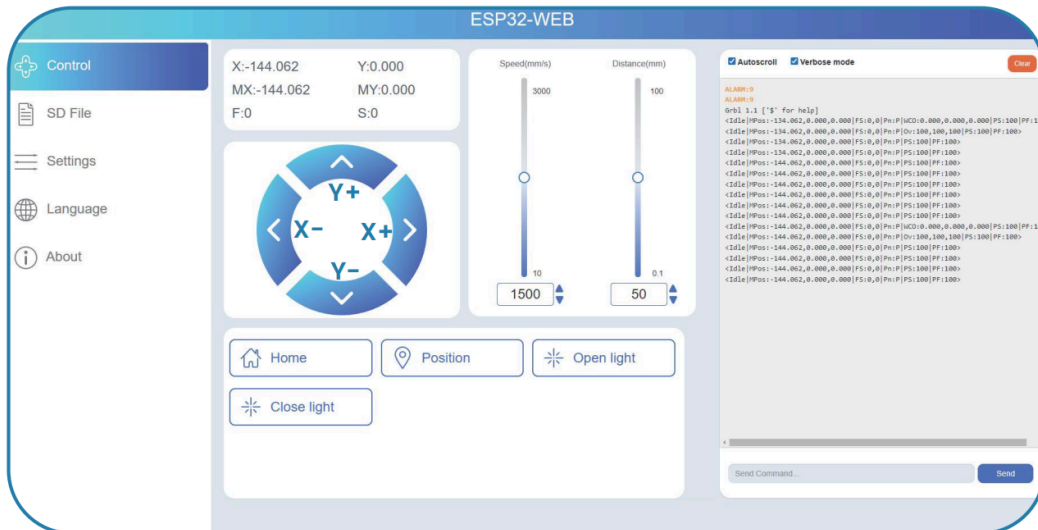 ESP32-WEB
Control
SD File
Settings
Language
About
X:-144.062 Y:0.000
MX:-144.062 MY:0.000
F:0 S:0
Y+
X- X+
Y-
Speed(mm/s) Distance(mm)
3000 100
10 0.1
1500 50
Home Position Open light
Close light
Autoscroll Verbose mode Clear
ALARM:9
ALARM:9
Grbl 1.1 ['$' for help]
<Idle|MPos:-134.062,0.000,0.000|FS:0,0|Pn:P|WCO:0.000,0.000,0.000|PS:100|PF:1
<Idle|MPos:-134.062,0.000,0.000|FS:0,0|Pn:P|Ov:100,100,100|PS:100|PF:100>
<Idle|MPos:-134.062,0.000,0.000|FS:0,0|Pn:P|PS:100|PF:100>
<Idle|MPos:-134.062,0.000,0.000|FS:0,0|Pn:P|PS:100|PF:100>
<Idle|MPos:-144.062,0.000,0.000|FS:0,0|Pn:P|PS:100|PF:100>
<Idle|MPos:-144.062,0.000,0.000|FS:0,0|Pn:P|PS:100|PF:100>
<Idle|MPos:-144.062,0.000,0.000|FS:0,0|Pn:P|PS:100|PF:100>
<Idle|MPos:-144.062,0.000,0.000|FS:0,0|Pn:P|PS:100|PF:100>
<Idle|MPos:-144.062,0.000,0.000|FS:0,0|Pn:P|PS:100|PF:100>
<Idle|MPos:-144.062,0.000,0.000|FS:0,0|Pn:P|PS:100|PF:100>
<Idle|MPos:-144.062,0.000,0.000|FS:0,0|Pn:P|WCO:0.000,0.000,0.000|PS:100|PF:1
<Idle|MPos:-144.062,0.000,0.000|FS:0,0|Pn:P|Ov:100,100,100|PS:100|PF:100>
<Idle|MPos:-144.062,0.000,0.000|FS:0,0|Pn:P|PS:100|PF:100>
<Idle|MPos:-144.062,0.000,0.000|FS:0,0|Pn:P|PS:100|PF:100>
<Idle|MPos:-144.062,0.000,0.000|FS:0,0|Pn:P|PS:100|PF:100>
<Idle|MPos:-144.062,0.000,0.000|FS:0,0|Pn:P|PS:100|PF:100>
Send Command... Send